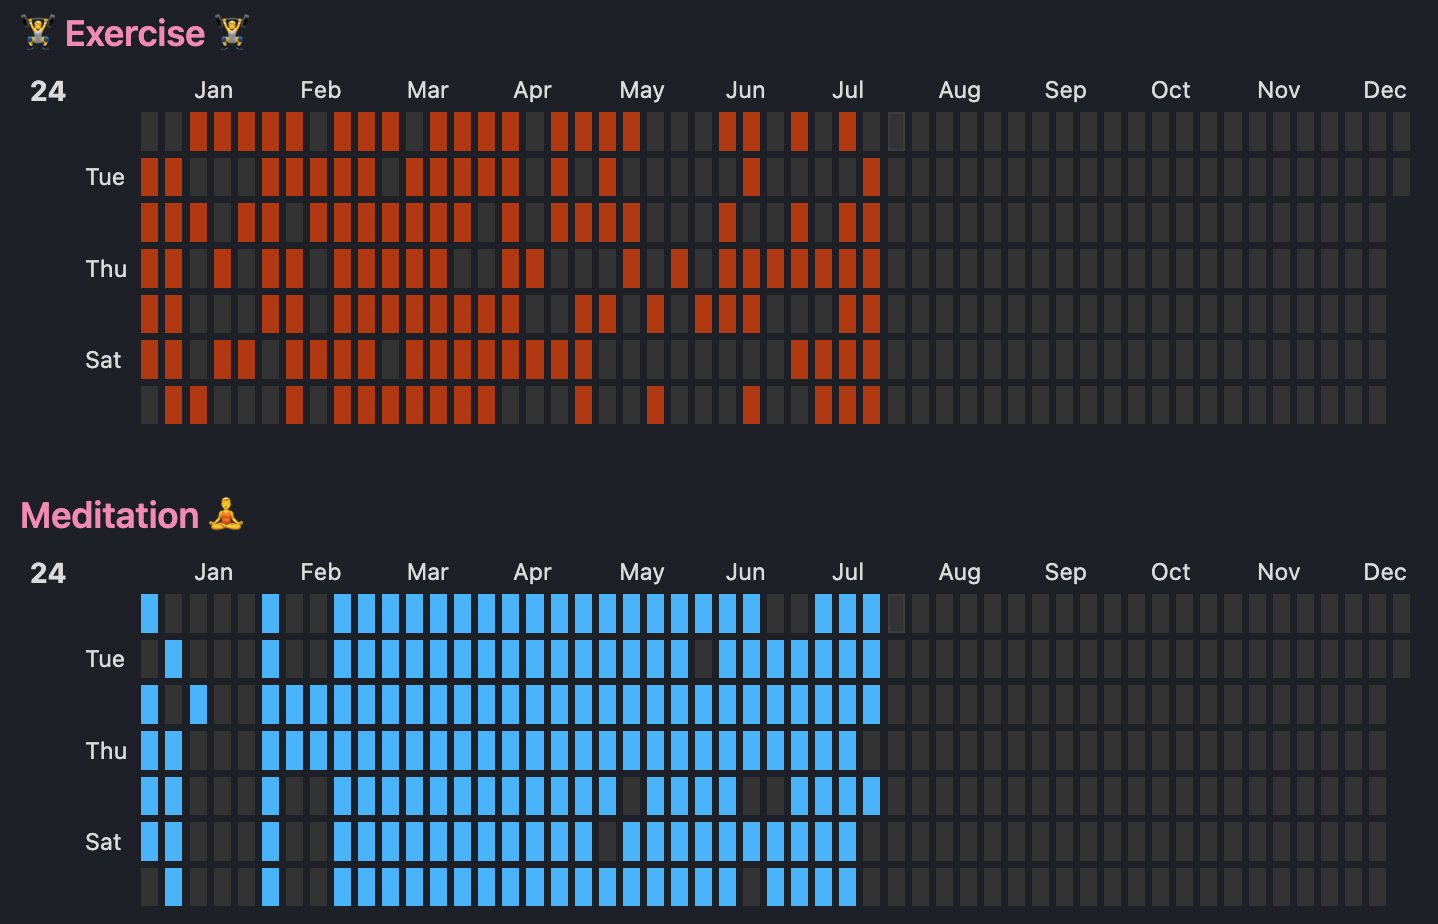 Exercise
24 Jan Feb Mar Apr May Jun Jul Aug Sep Oct Nov Dec
Tue
Thu
Sat
Meditation
24 Jan Feb Mar Apr May Jun Jul Aug Sep Oct Nov Dec
Tue
Thu
Sat